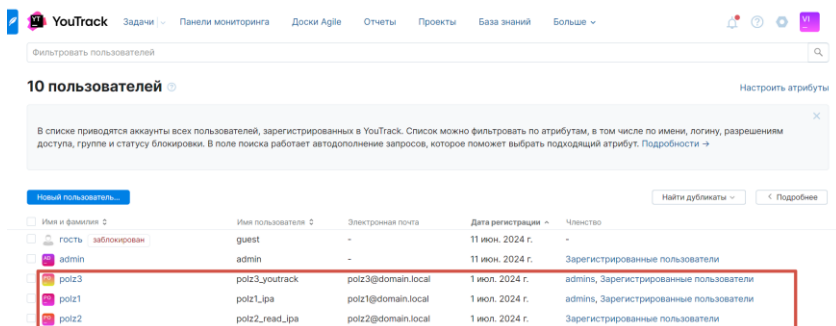 YouTrack Задачи Панели мониторинга Доски Agile Отчеты Проекты База знаний Больше
Фильтровать пользователей
10 пользователей
Настроить атрибуты
В списке приводятся аккаунты всех пользователей, зарегистрированных в YouTrack. Список можно фильтровать по атрибутам, в том числе по имени, логину, разрешениям
доступа, группе и статусу блокировки. В поле поиска работает автодополнение запросов, которое поможет выбрать подходящий атрибут. Подробности →
Новый пользователь... Найти дубликаты Подробнее
Имя и фамилия Имя пользователя Электронная почта Дата регистрации Членство
гость заблокирован guest - 11 июн. 2024 г. -
admin admin - 11 июн. 2024 г. Зарегистрированные пользователи
polz3 polz3_youtrack polz3@domain.local 1 июл. 2024 г. admins, Зарегистрированные пользователи
polz1 polz1_ipa polz1@domain.local 1 июл. 2024 г. admins, Зарегистрированные пользователи
polz2 polz2_read_ipa polz2@domain.local 1 июл. 2024 г. Зарегистрированные пользователи